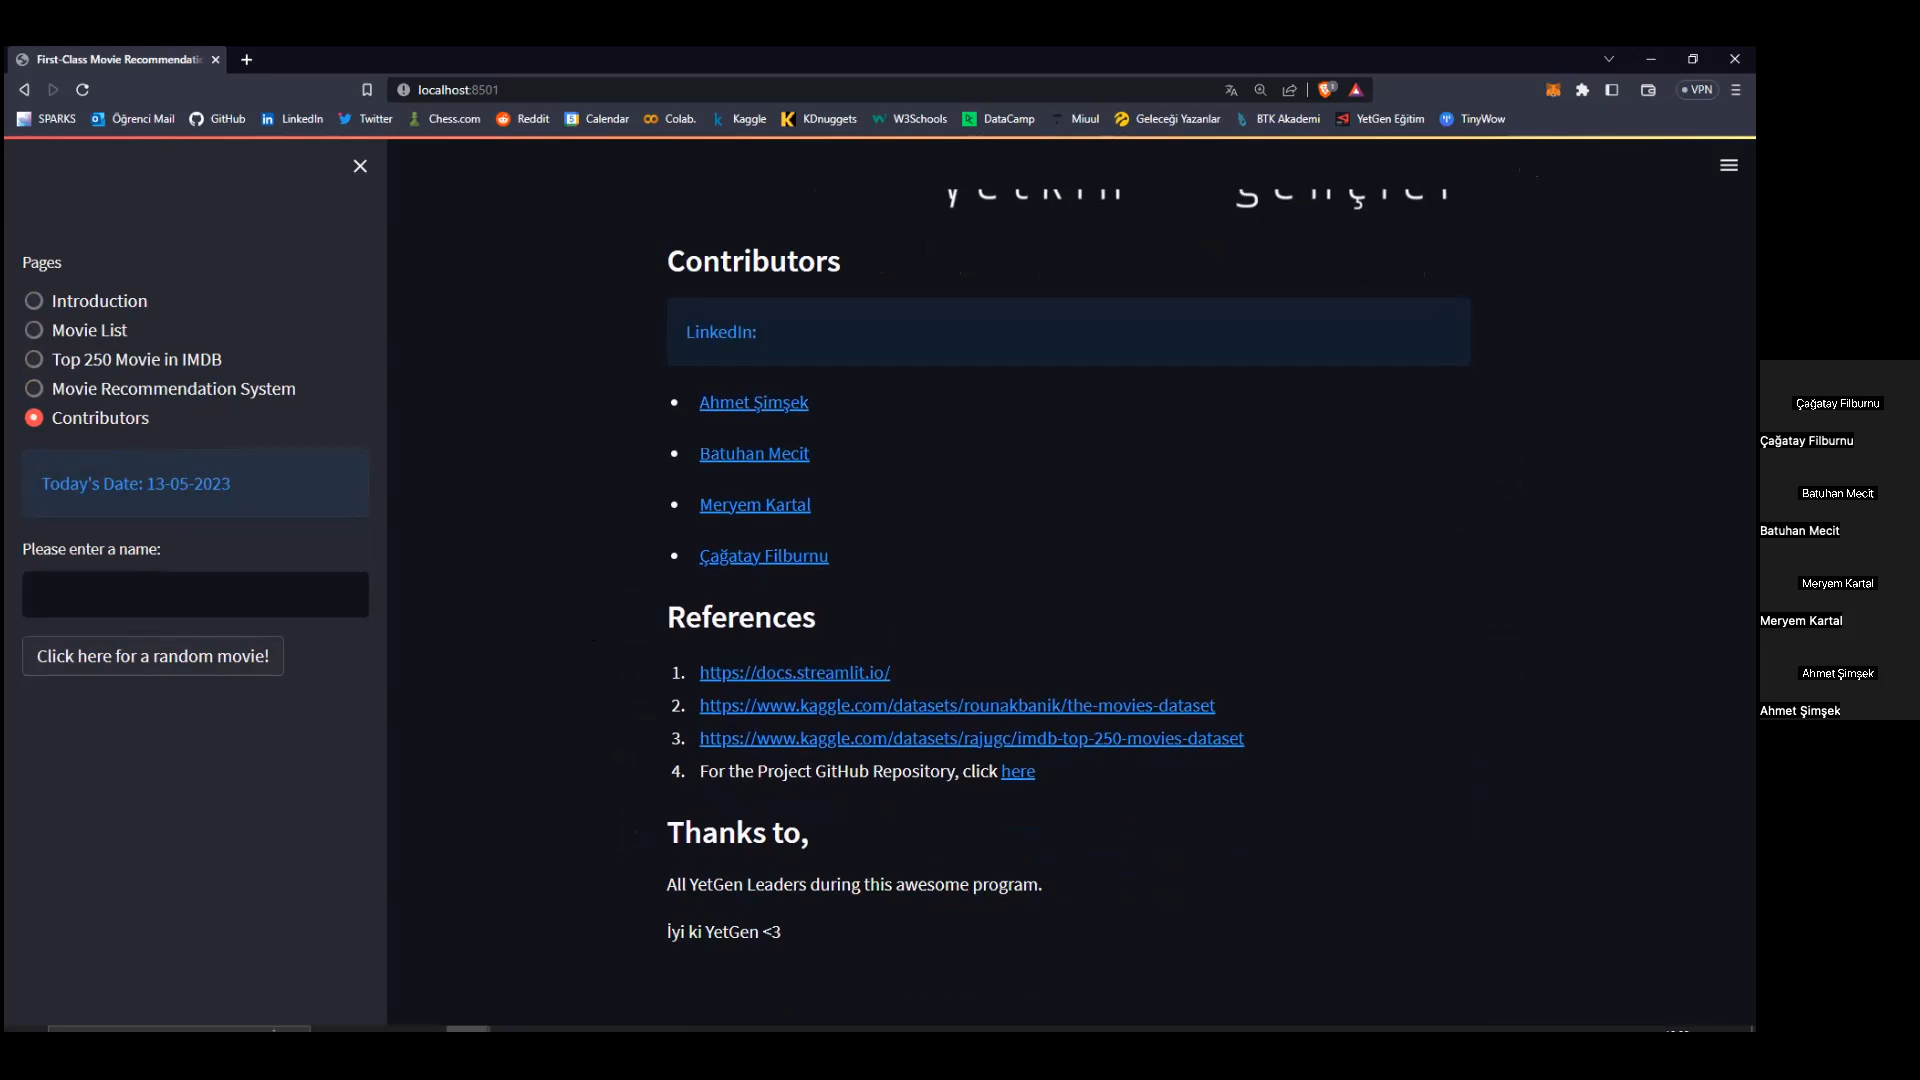 First-Class Movie Recommendati
localhost:8501
VPN
SPARKS Öğrenci Mail GitHub LinkedIn Twitter Chess.com Reddit Calendar Colab. Kaggle KDnuggets W3Schools DataCamp Miuul Geleceği Yazanlar BTK Akademi YetGen Eğitim TinyWow
Pages
Introduction
Movie List
Top 250 Movie in IMDB
Movie Recommendation System
Contributors
Today's Date: 13-05-2023
Please enter a name:
Click here for a random movie!
yetkin gençler
Contributors
LinkedIn:
Ahmet Şimşek
Batuhan Mecit
Meryem Kartal
Çağatay Filburnu
References
1. https://docs.streamlit.io/
2. https://www.kaggle.com/datasets/rounakbanik/the-movies-dataset
3. https://www.kaggle.com/datasets/rajugc/imdb-top-250-movies-dataset
4. For the Project GitHub Repository, click here
Thanks to,
All YetGen Leaders during this awesome program.
İyi ki YetGen <3
Çağatay Filburnu
Çağatay Filburnu
Batuhan Mecit
Batuhan Mecit
Meryem Kartal
Meryem Kartal
Ahmet Şimşek
Ahmet Şimşek